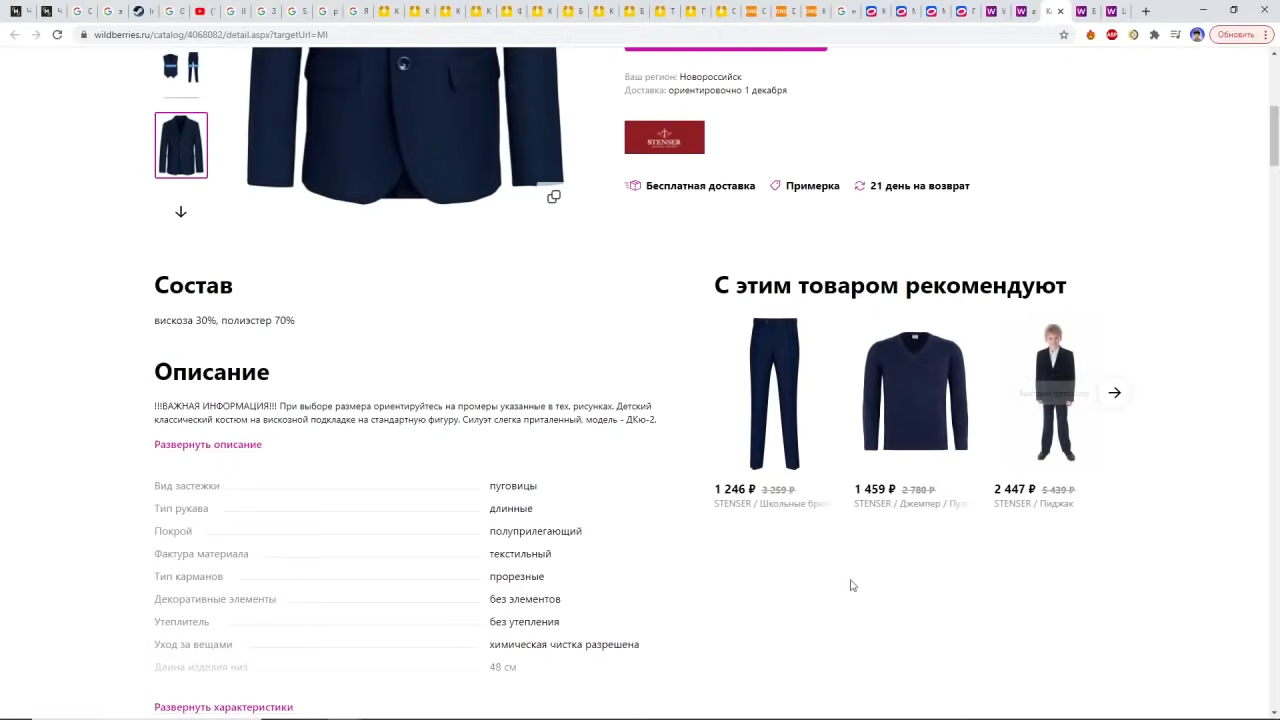 Обновить
wildberries.ru/catalog/4068082/detail.aspx?targetUrl=MI
Ваш регион: Новороссийск
Доставка: ориентировочно 1 декабря
STENSER
Бесплатная доставка
Примерка
21 день на возврат
Состав
вискоза 30%, полиэстер 70%
Описание
!!!ВАЖНАЯ ИНФОРМАЦИЯ!!! При выборе размера ориентируйтесь на промеры указанные в тех. рисунках. Детский
классический костюм на вискозной подкладке на стандартную фигуру. Силуэт слегка приталенный, модель - ДКю-2.
Развернуть описание
Вид застежки пуговицы
Тип рукава длинные
Покрой полуприлегающий
Фактура материала текстильный
Тип карманов прорезные
Декоративные элементы без элементов
Утеплитель без утепления
Уход за вещами химическая чистка разрешена
Длина изделия низ 48 см
Развернуть характеристики
С этим товаром рекомендуют
1 246 ₽ 3 259 ₽
STENSER / Школьные
1 459 ₽ 2 780 ₽
STENSER / Джемпер /
2 447 ₽ 5 439 ₽
STENSER / Пиджак